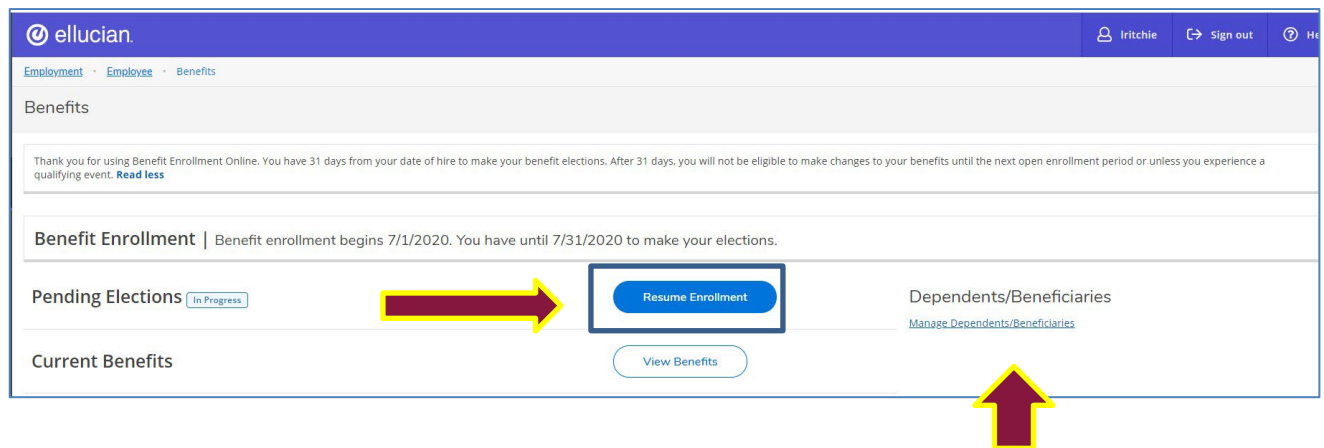 ellucian.
Iritchie
Sign out
Employment · Employee · Benefits
Benefits
Thank you for using Benefit Enrollment Online. You have 31 days from your date of hire to make your benefit elections. After 31 days, you will not be eligible to make changes to your benefits until the next open enrollment period or unless you experience a
qualifying event. Read less
Benefit Enrollment | Benefit enrollment begins 7/1/2020. You have until 7/31/2020 to make your elections.
Pending Elections In Progress
Resume Enrollment
Dependents/Beneficiaries
Manage Dependents/Beneficiaries
Current Benefits
View Benefits